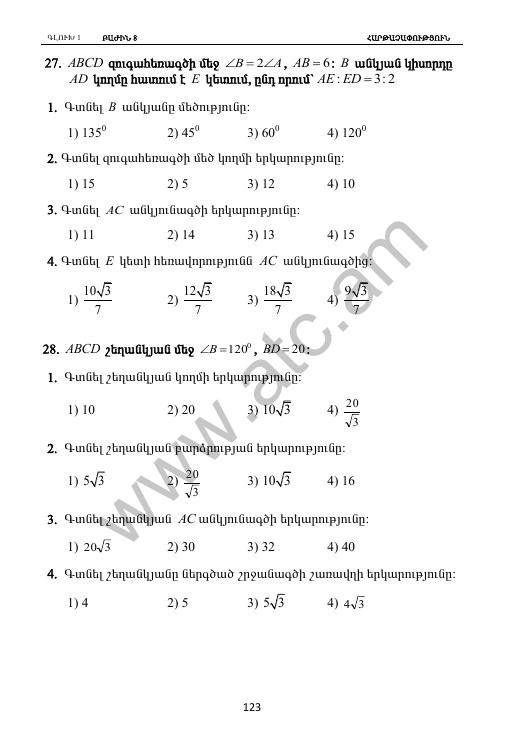 ԳԼՈՒԽ 1 ԲԱԺԻՆ 8 ՀԱՐԹԱՉԱՓՈՒԹՅՈՒՆ
27. ABCD զուգահեռագծի մեջ ∠B = 2∠A, AB = 6: B անկյան կիսորդը
AD կողմը հատում է E կետում, ընդ որում՝ AE : ED = 3 : 2
1. Գտնել B անկյանը մեծությունը:
1) 135⁰ 2) 45⁰ 3) 60⁰ 4) 120⁰
2. Գտնել զուգահեռագծի մեծ կողմի երկարությունը:
1) 15 2) 5 3) 12 4) 10
3. Գտնել AC անկյունագծի երկարությունը:
1) 11 2) 14 3) 13 4) 15
4. Գտնել E կետի հեռավորությունն AC անկյունագծից:
1) 10√3/7 2) 12√3/7 3) 18√3/7 4) 9√3/7
28. ABCD շեղանկյան մեջ ∠B = 120⁰, BD = 20:
1. Գտնել շեղանկյան կողմի երկարությունը:
1) 10 2) 20 3) 10√3 4) 20/√3
2. Գտնել շեղանկյան բարձրության երկարությունը:
1) 5√3 2) 20/√3 3) 10√3 4) 16
3. Գտնել շեղանկյան AC անկյունագծի երկարությունը:
1) 20√3 2) 30 3) 32 4) 40
4. Գտնել շեղանկյանը ներգծած շրջանագծի շառավղի երկարությունը:
1) 4 2) 5 3) 5√3 4) 4√3
www.atc.am
123